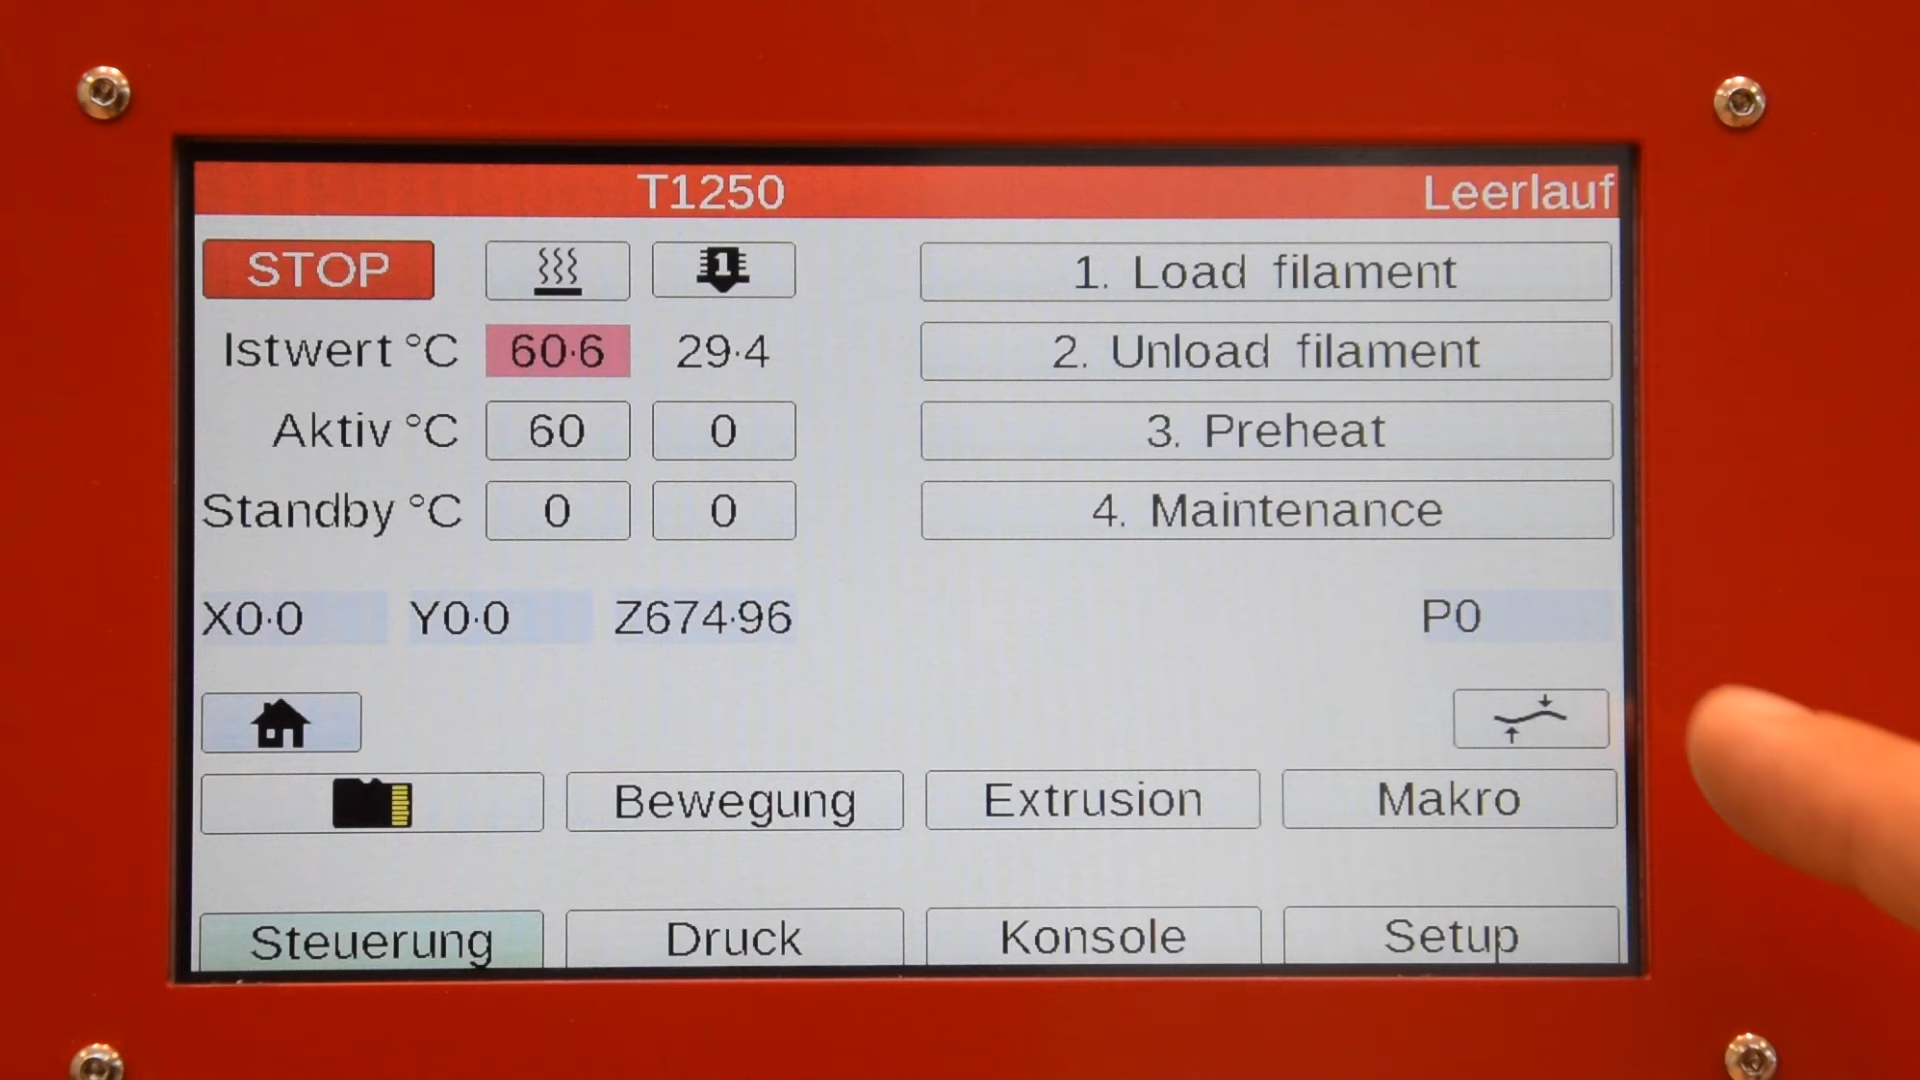 T1250 Leerlauf
STOP 1 1. Load filament
Istwert °C 60·6 29·4 2. Unload filament
Aktiv °C 60 0 3. Preheat
Standby °C 0 0 4. Maintenance
X0·0 Y0·0 Z674·96 P0
Bewegung Extrusion Makro
Steuerung Druck Konsole Setup